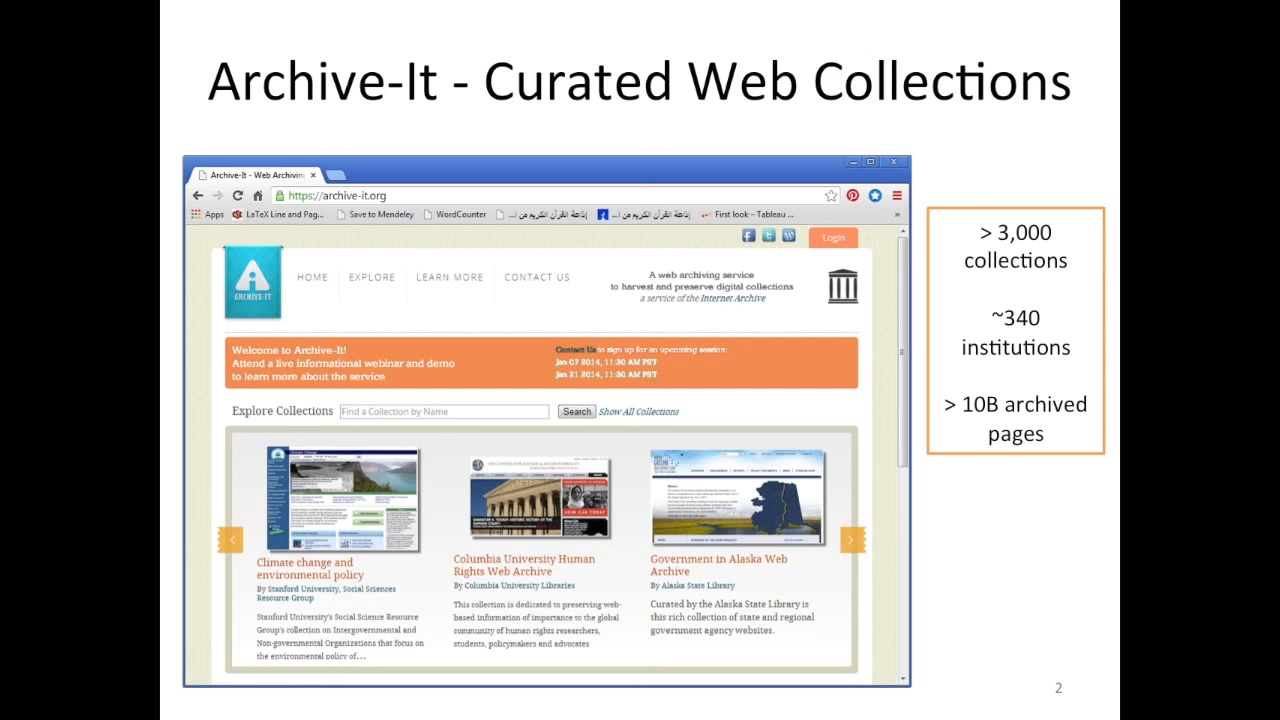 Archive-It - Curated Web Collections
Archive-It - Web Archivin
https://archive-it.org
Apps LaTeX Line and Pag... Save to Mendeley WordCounter إذاعة القرآن الكريم من ا... إذاعة القرآن الكريم من ا... First look – Tableau ... »
Login
ARCHIVE-IT
HOME EXPLORE LEARN MORE CONTACT US
A web archiving service
to harvest and preserve digital collections
a service of the Internet Archive
Welcome to Archive-It!
Attend a live informational webinar and demo
to learn more about the service
Contact Us to sign up for an upcoming session:
Jan 07 2014, 11:30 AM PST
Jan 21 2014, 11:30 AM PST
Explore Collections Find a Collection by Name Search Show All Collections
Climate change and
environmental policy
By Stanford University, Social Sciences
Resource Group
Stanford University's Social Science Resource
Group's collection on Intergovernmental and
Non-governmental Organizations that focus on
the environmental policy of...
Columbia University Human
Rights Web Archive
By Columbia University Libraries
This collection is dedicated to preserving web-
based information of importance to the global
community of human rights researchers,
students, policymakers and advocates
Government in Alaska Web
Archive
By Alaska State Library
Curated by the Alaska State Library is
this rich collection of state and regional
government agency websites.
> 3,000
collections
~340
institutions
> 10B archived
pages
2